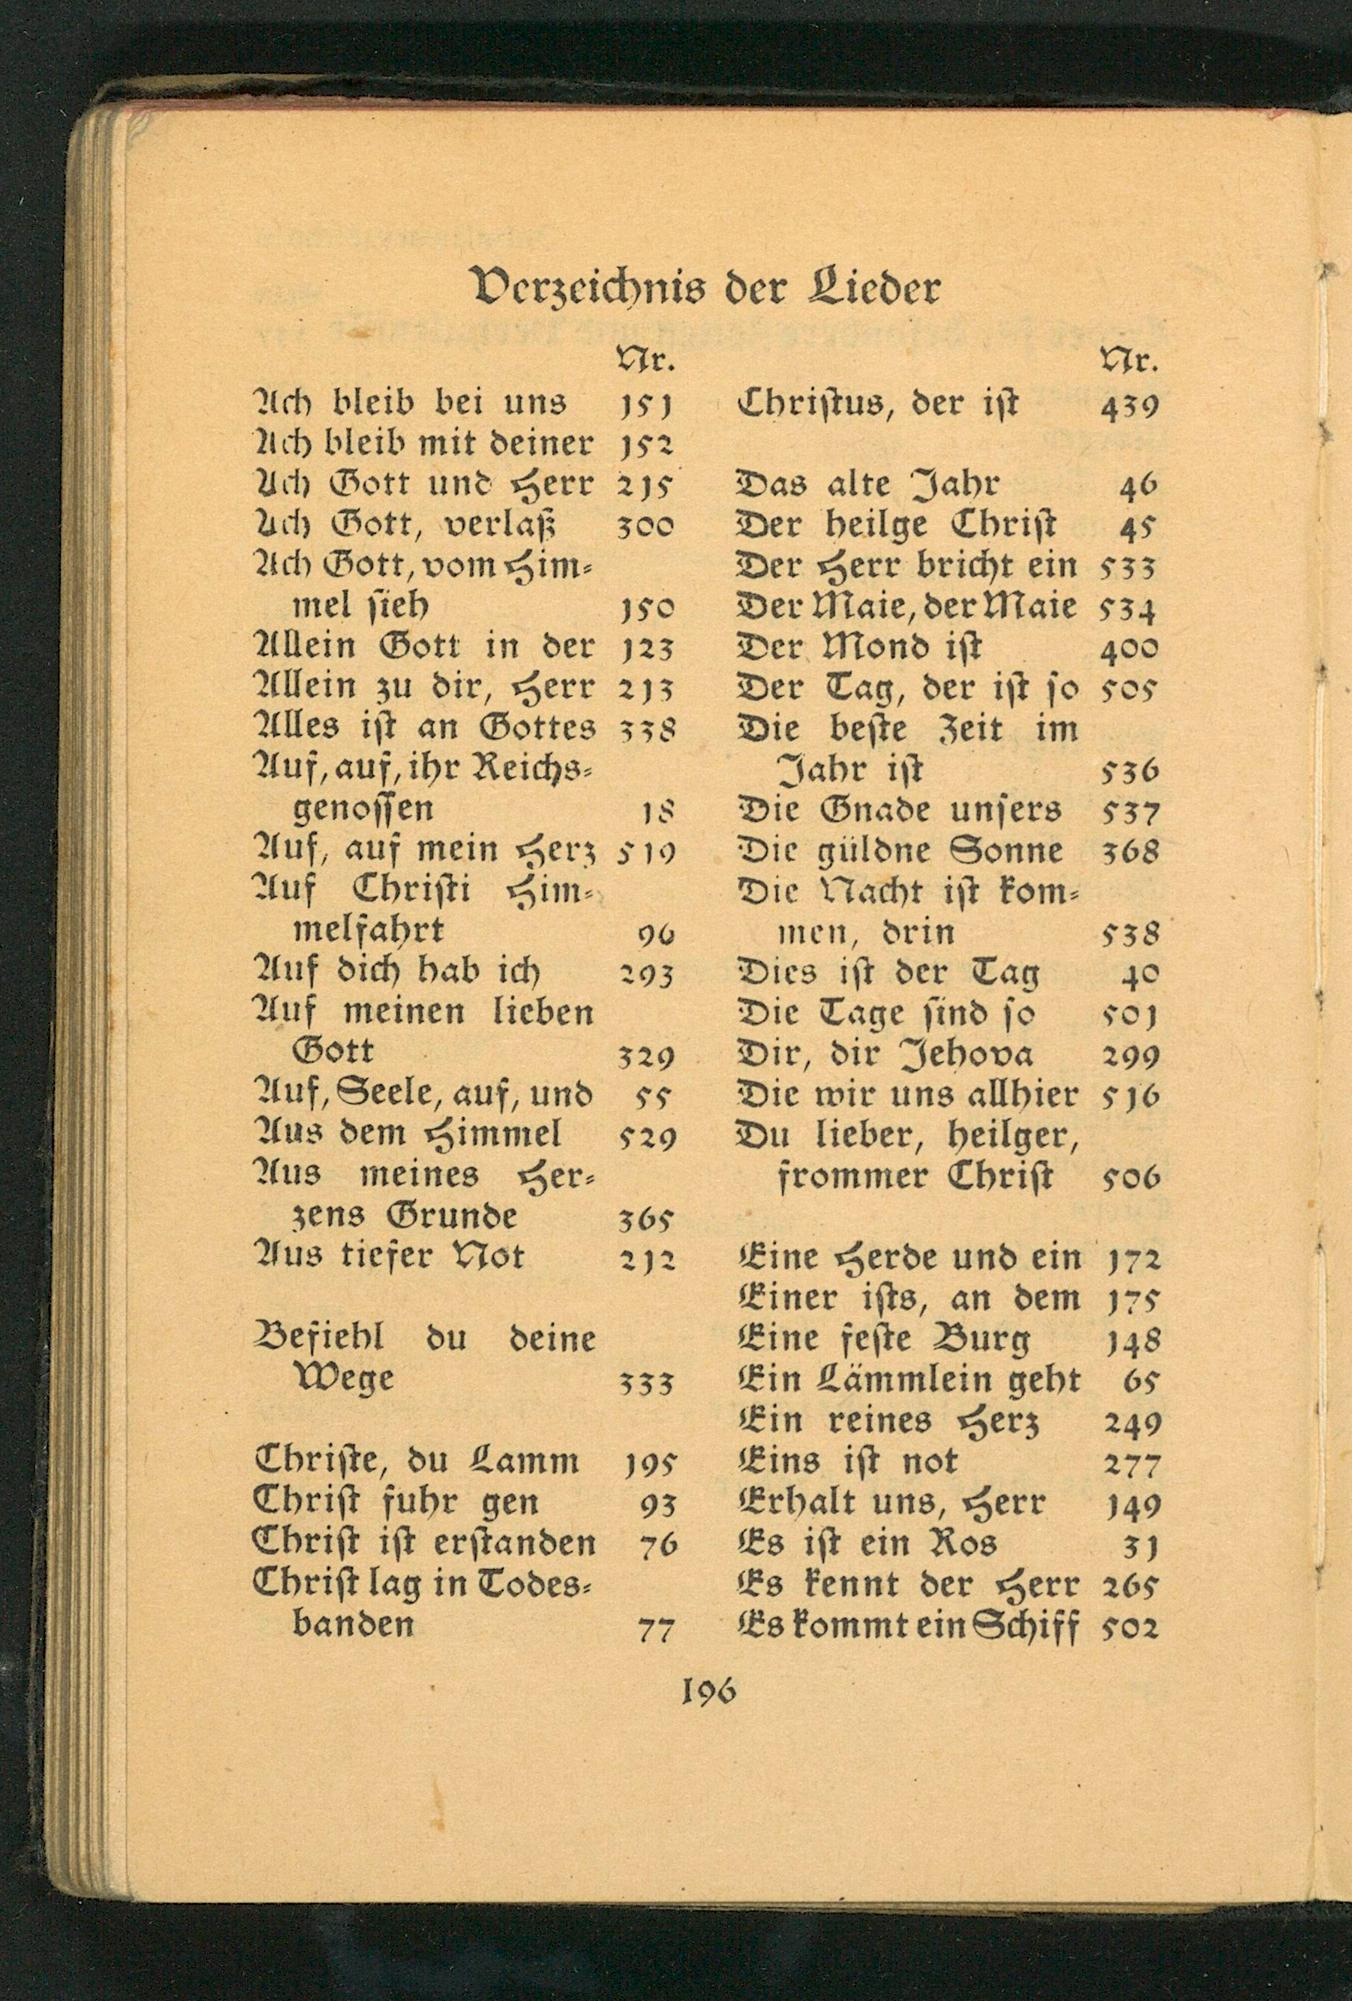 Verzeichnis der Lieder
Nr.
Ach bleib bei uns 151
Ach bleib mit deiner 152
Ach Gott und Herr 215
Ach Gott, verlaß 300
Ach Gott, vom Him-
mel sieh 150
Allein Gott in der 123
Allein zu dir, Herr 213
Alles ist an Gottes 338
Auf, auf, ihr Reichs-
genossen 18
Auf, auf mein Herz 519
Auf Christi Him-
melfahrt 96
Auf dich hab ich 293
Auf meinen lieben
Gott 329
Auf, Seele, auf, und 55
Aus dem Himmel 529
Aus meines Her-
zens Grunde 365
Aus tiefer Not 212
Befiehl du deine
Wege 333
Christe, du Lamm 195
Christ fuhr gen 93
Christ ist erstanden 76
Christ lag in Todes-
banden 77
Nr.
Christus, der ist 439
Das alte Jahr 46
Der heilge Christ 45
Der Herr bricht ein 533
Der Maie, der Maie 534
Der Mond ist 400
Der Tag, der ist so 505
Die beste Zeit im
Jahr ist 536
Die Gnade unsers 537
Die güldne Sonne 368
Die Nacht ist kom-
men, drin 538
Dies ist der Tag 40
Die Tage sind so 501
Dir, dir Jehova 299
Die wir uns allhier 516
Du lieber, heilger,
frommer Christ 506
Eine Herde und ein 172
Einer ists, an dem 175
Eine feste Burg 148
Ein Lämmlein geht 65
Ein reines Herz 249
Eins ist not 277
Erhalt uns, Herr 149
Es ist ein Ros 31
Es kennt der Herr 265
Es kommt ein Schiff 502
196